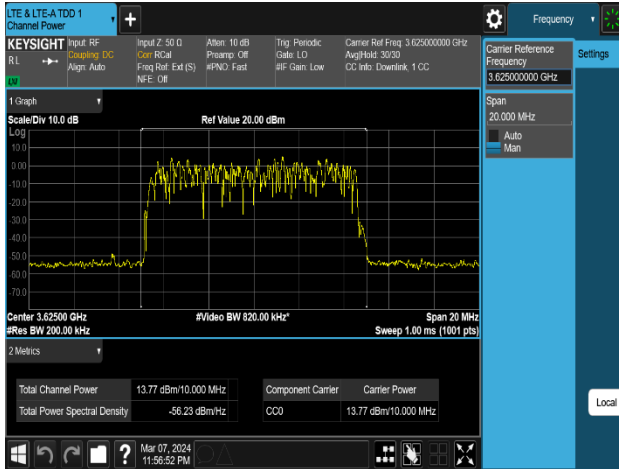 LTE & LTE-A TDD 1
Channel Power
Frequency
KEYSIGHT
RL
LXI
Input: RF
Coupling: DC
Align: Auto
Input Z: 50 Ω
Corr RCal
Freq Ref: Ext (S)
NFE: Off
Atten: 10 dB
Preamp: Off
#PNO: Fast
Trig: Periodic
Gate: LO
#IF Gain: Low
Carrier Ref Freq: 3.625000000 GHz
Avg|Hold: 30/30
CC Info: Downlink, 1 CC
Carrier Reference
Frequency
3.625000000 GHz
Settings
Span
20.000 MHz
Auto
Man
1 Graph
Scale/Div 10.0 dB
Ref Value 20.00 dBm
Log
10.0
0.00
-10.0
-20.0
-30.0
-40.0
-50.0
-60.0
-70.0
Center 3.62500 GHz
#Video BW 820.00 kHz*
Span 20 MHz
#Res BW 200.00 kHz
Sweep 1.00 ms (1001 pts)
2 Metrics
Total Channel Power 13.77 dBm/10.000 MHz
Total Power Spectral Density -56.23 dBm/Hz
Component Carrier Carrier Power
CC0 13.77 dBm/10.000 MHz
Local
?
Mar 07, 2024
11:56:52 PM